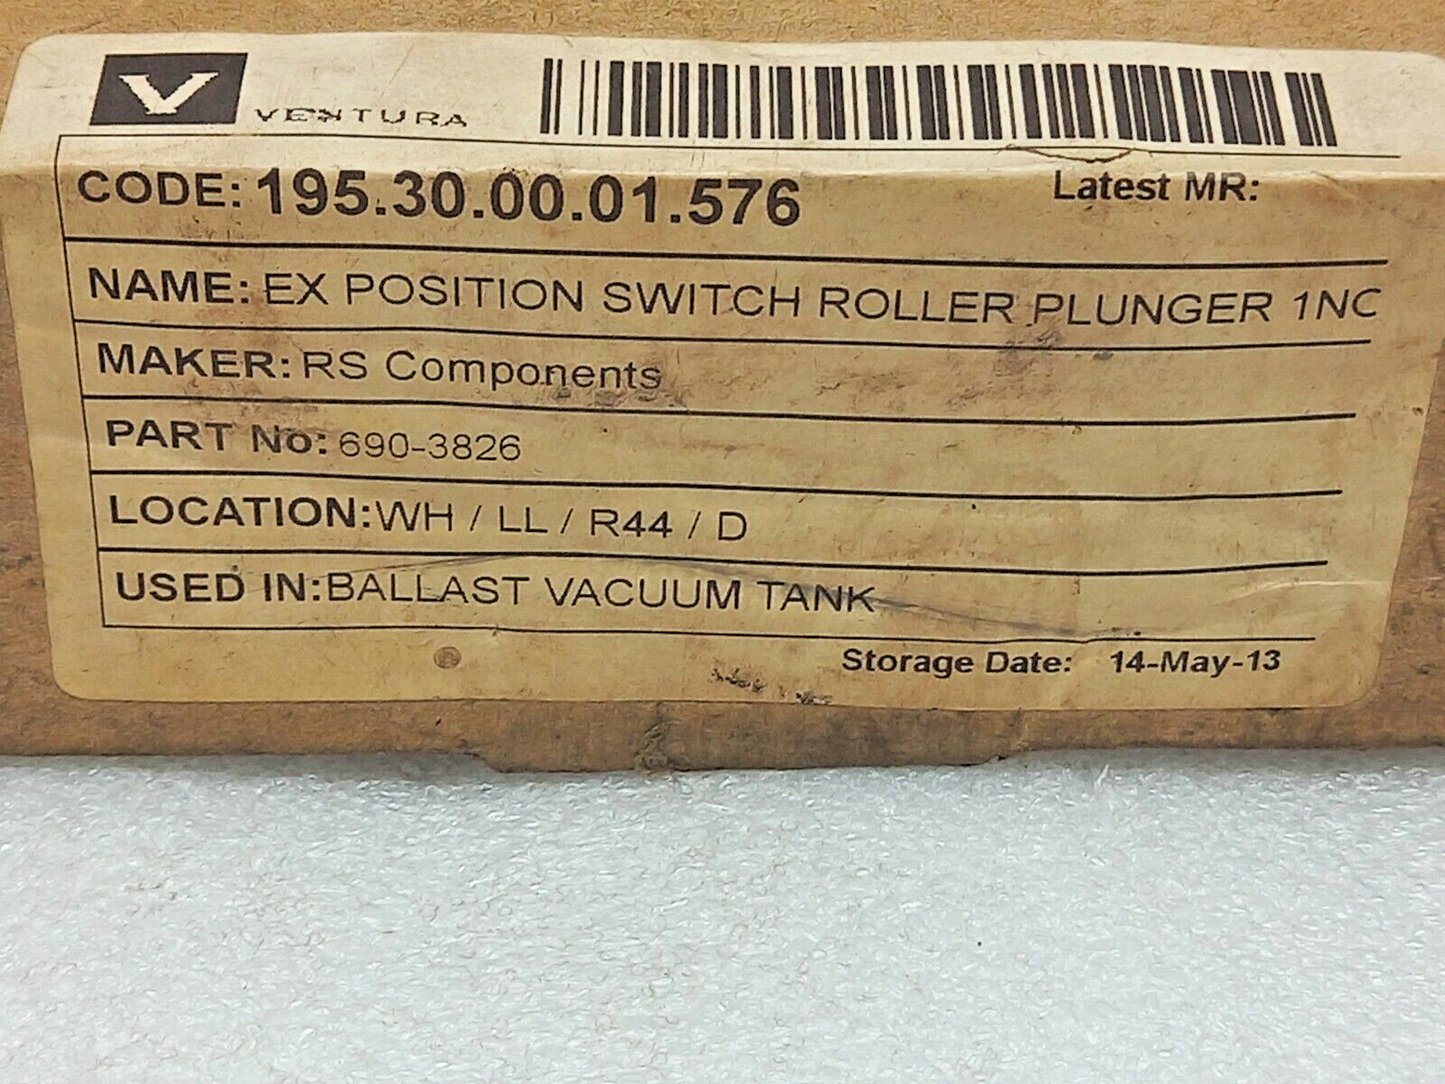 V VENTURA
CODE: 195.30.00.01.576 Latest MR:
NAME: EX POSITION SWITCH ROLLER PLUNGER 1NC
MAKER: RS Components
PART No: 690-3826
LOCATION: WH / LL / R44 / D
USED IN: BALLAST VACUUM TANK
Storage Date: 14-May-13